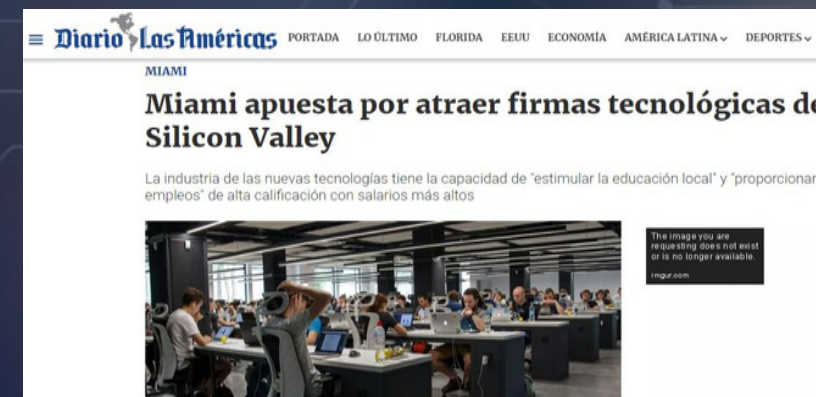 ≡ Diario Las Américas PORTADA LO ÚLTIMO FLORIDA EEUU ECONOMÍA AMÉRICA LATINA DEPORTES
MIAMI
Miami apuesta por atraer firmas tecnológicas de
Silicon Valley
La industria de las nuevas tecnologías tiene la capacidad de "estimular la educación local" y "proporcionar
empleos" de alta calificación con salarios más altos
The image you are
requesting does not exist
or is no longer available.
imgur.com